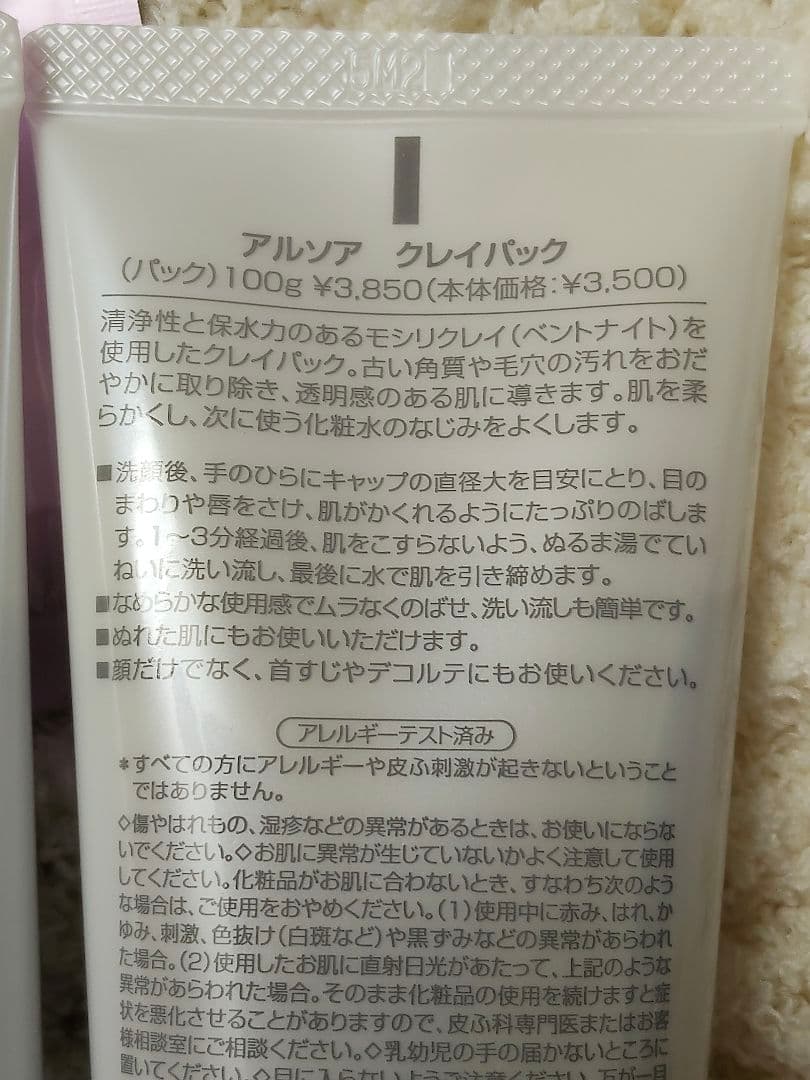 アルソア　クレイパック
(パック)100g ¥3,850(本体価格:¥3,500)
清浄性と保水力のあるモシリクレイ(ベントナイト)を
使用したクレイパック。古い角質や毛穴の汚れをおだ
やかに取り除き、透明感のある肌に導きます。肌を柔
らかくし、次に使う化粧水のなじみをよくします。
■洗顔後、手のひらにキャップの直径大を目安にとり、目の
まわりや唇をさけ、肌がかくれるようにたっぷりのばしま
す。1〜3分経過後、肌をこすらないよう、ぬるま湯でてい
ねいに洗い流し、最後に水で肌を引き締めます。
■なめらかな使用感でムラなくのばせ、洗い流しも簡単です。
■ぬれた肌にもお使いいただけます。
■顔だけでなく、首すじやデコルテにもお使いください。
アレルギーテスト済み
*すべての方にアレルギーや皮ふ刺激が起きないということ
ではありません。
◇傷やはれもの、湿疹などの異常があるときは、お使いにならな
いでください。◇お肌に異常が生じていないかよく注意して使用
してください。化粧品がお肌に合わないとき、すなわち次のよう
な場合は、ご使用をおやめください。(1)使用中に赤み、はれ、か
ゆみ、刺激、色抜け(白斑など)や黒ずみなどの異常があらわれ
た場合。(2)使用したお肌に直射日光があたって、上記のような
異常があらわれた場合。そのまま化粧品の使用を続けますと症
状を悪化させることがありますので、皮ふ科専門医またはお客
様相談室にご相談ください。◇乳幼児の手の届かないところに
置いてください。◇目に入らないようご注意ください。万が一目